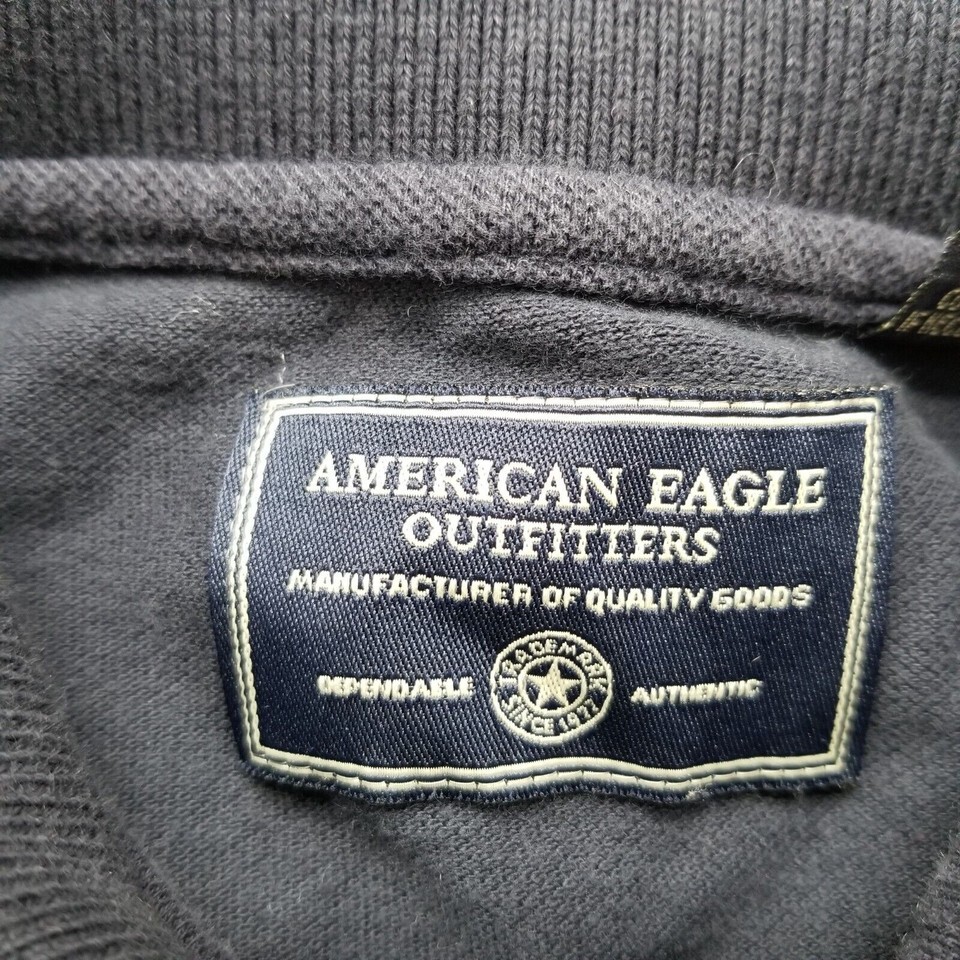 AMERICAN EAGLE
OUTFITTERS
MANUFACTURER OF QUALITY GOODS
DEPENDABLE
TRADEMARK
SINCE 1977
AUTHENTIC